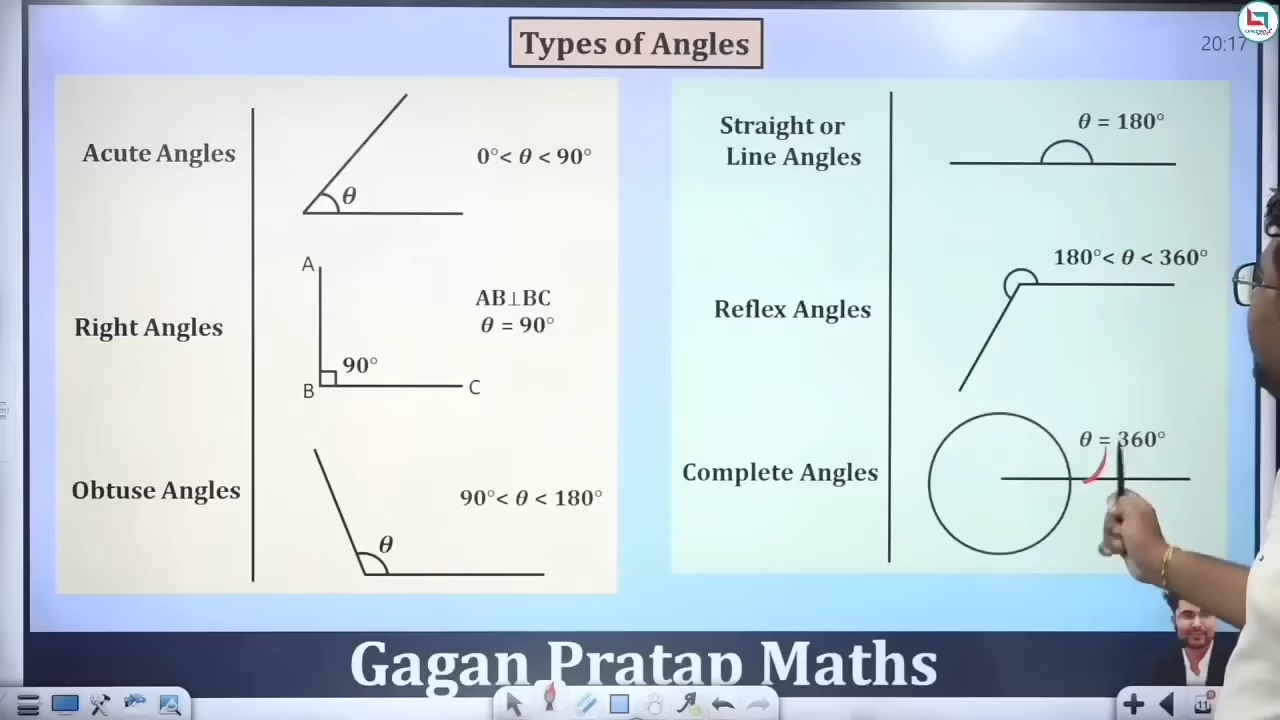 Types of Angles
20:17
Acute Angles
θ
0°< θ < 90°
A
Right Angles
AB⊥BC
θ = 90°
90°
B
C
Obtuse Angles
θ
90°< θ < 180°
Straight or
Line Angles
θ = 180°
Reflex Angles
180°< θ < 360°
Complete Angles
θ = 360°
Gagan Pratap Maths
11